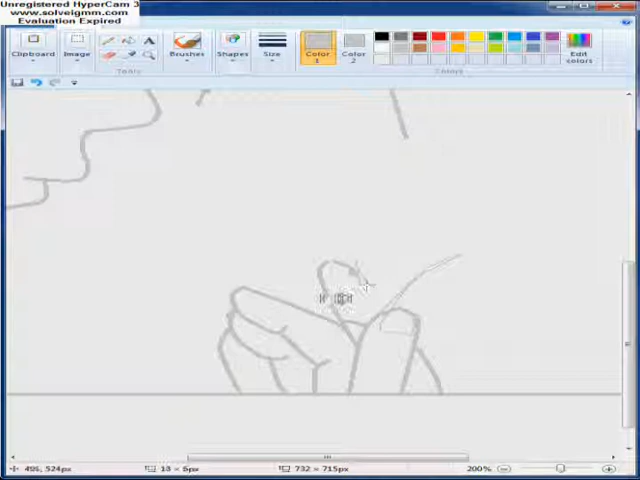 Unregistered HyperCam 3
www.solveigmm.com
Evaluation Expired
Clipboard
Image
Tools
Brushes
Shapes
Size
Color
1
Color
2
Edit
colors
Colors
495, 524px
13 × 5px
732 × 715px
200%